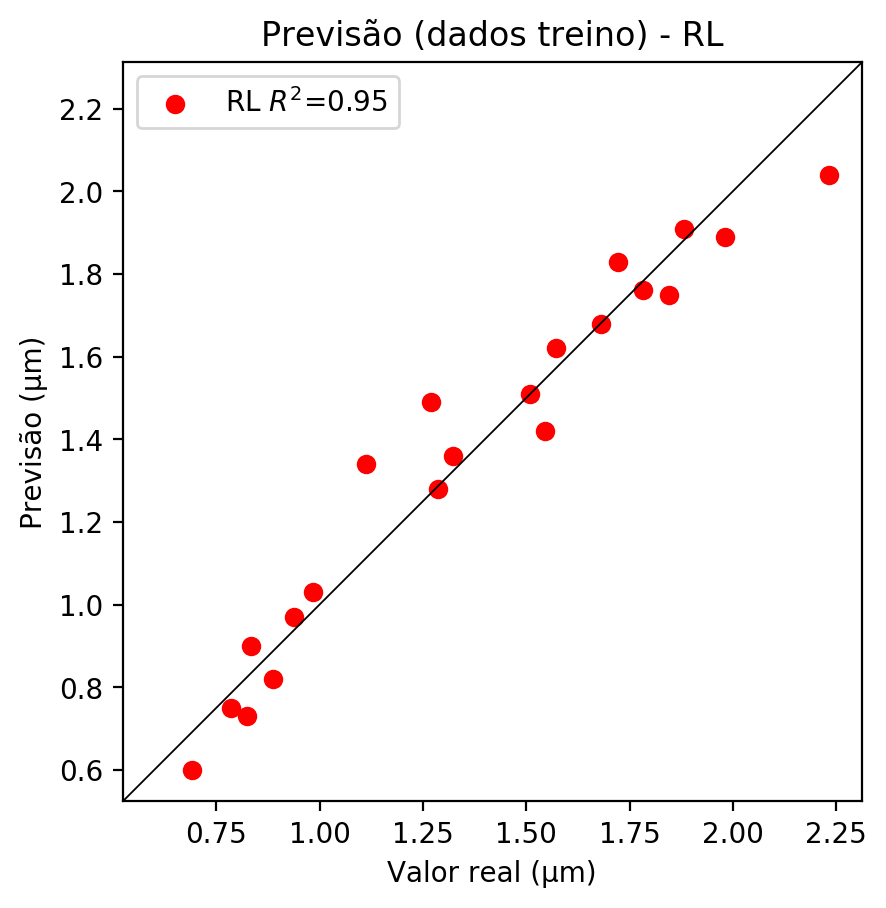 Previsão (dados treino) - RL
RL R²=0.95
2.2
2.0
1.8
1.6
1.4
1.2
1.0
0.8
0.6
Previsão (μm)
0.75 1.00 1.25 1.50 1.75 2.00 2.25
Valor real (μm)